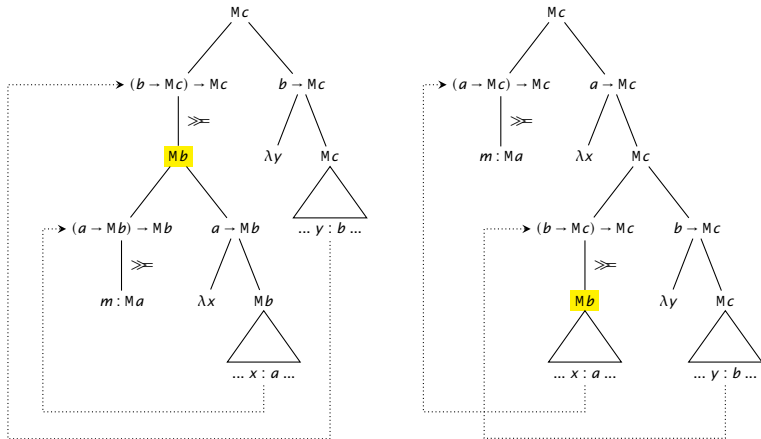 Mc Mc
(b → Mc) → Mc b → Mc (a → Mc) → Mc a → Mc
≫= ≫=
Mb λy Mc m : Ma λx Mc
(a → Mb) → Mb a → Mb ... y : b ... (b → Mc) → Mc b → Mc
≫= ≫=
m : Ma λx Mb Mb λy Mc
... x : a ... ... x : a ... ... y : b ...